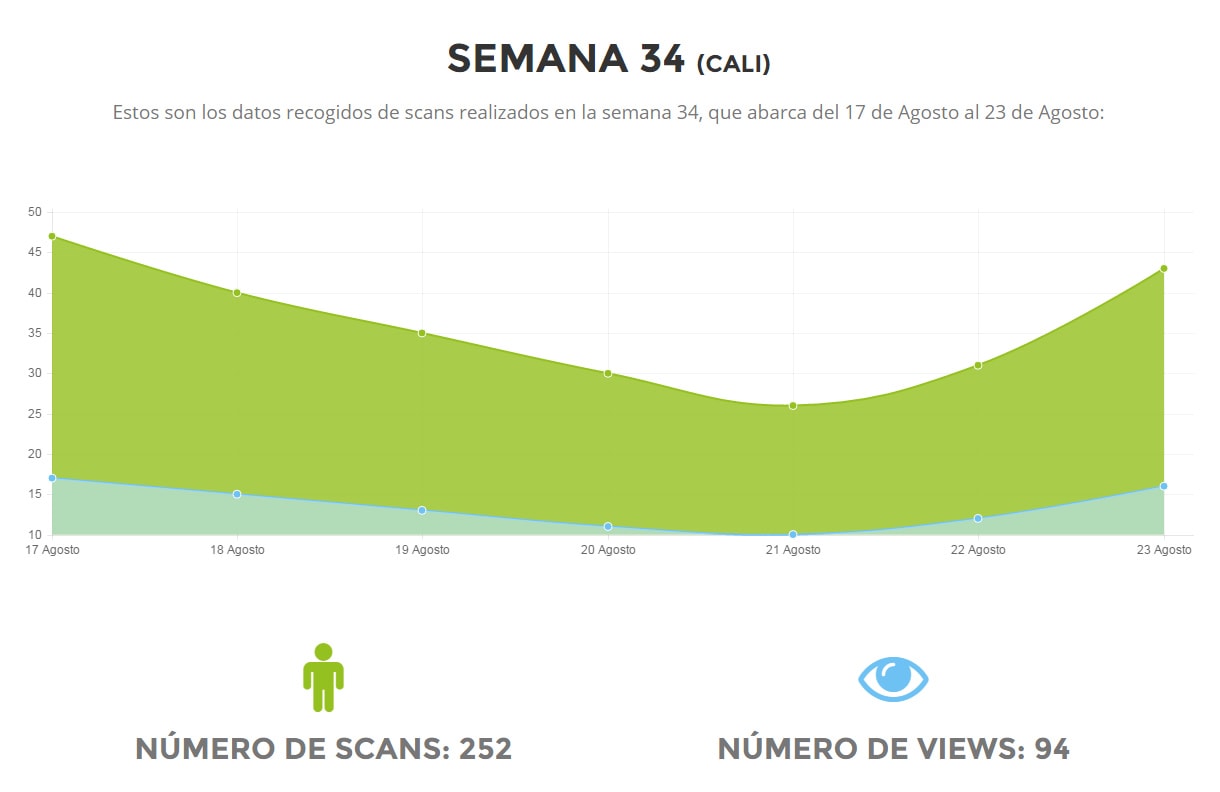 SEMANA 34 (CALI)
Estos son los datos recogidos de scans realizados en la semana 34, que abarca del 17 de Agosto al 23 de Agosto:
50
45
40
35
30
25
20
15
10
17 Agosto 18 Agosto 19 Agosto 20 Agosto 21 Agosto 22 Agosto 23 Agosto
NÚMERO DE SCANS: 252 NÚMERO DE VIEWS: 94